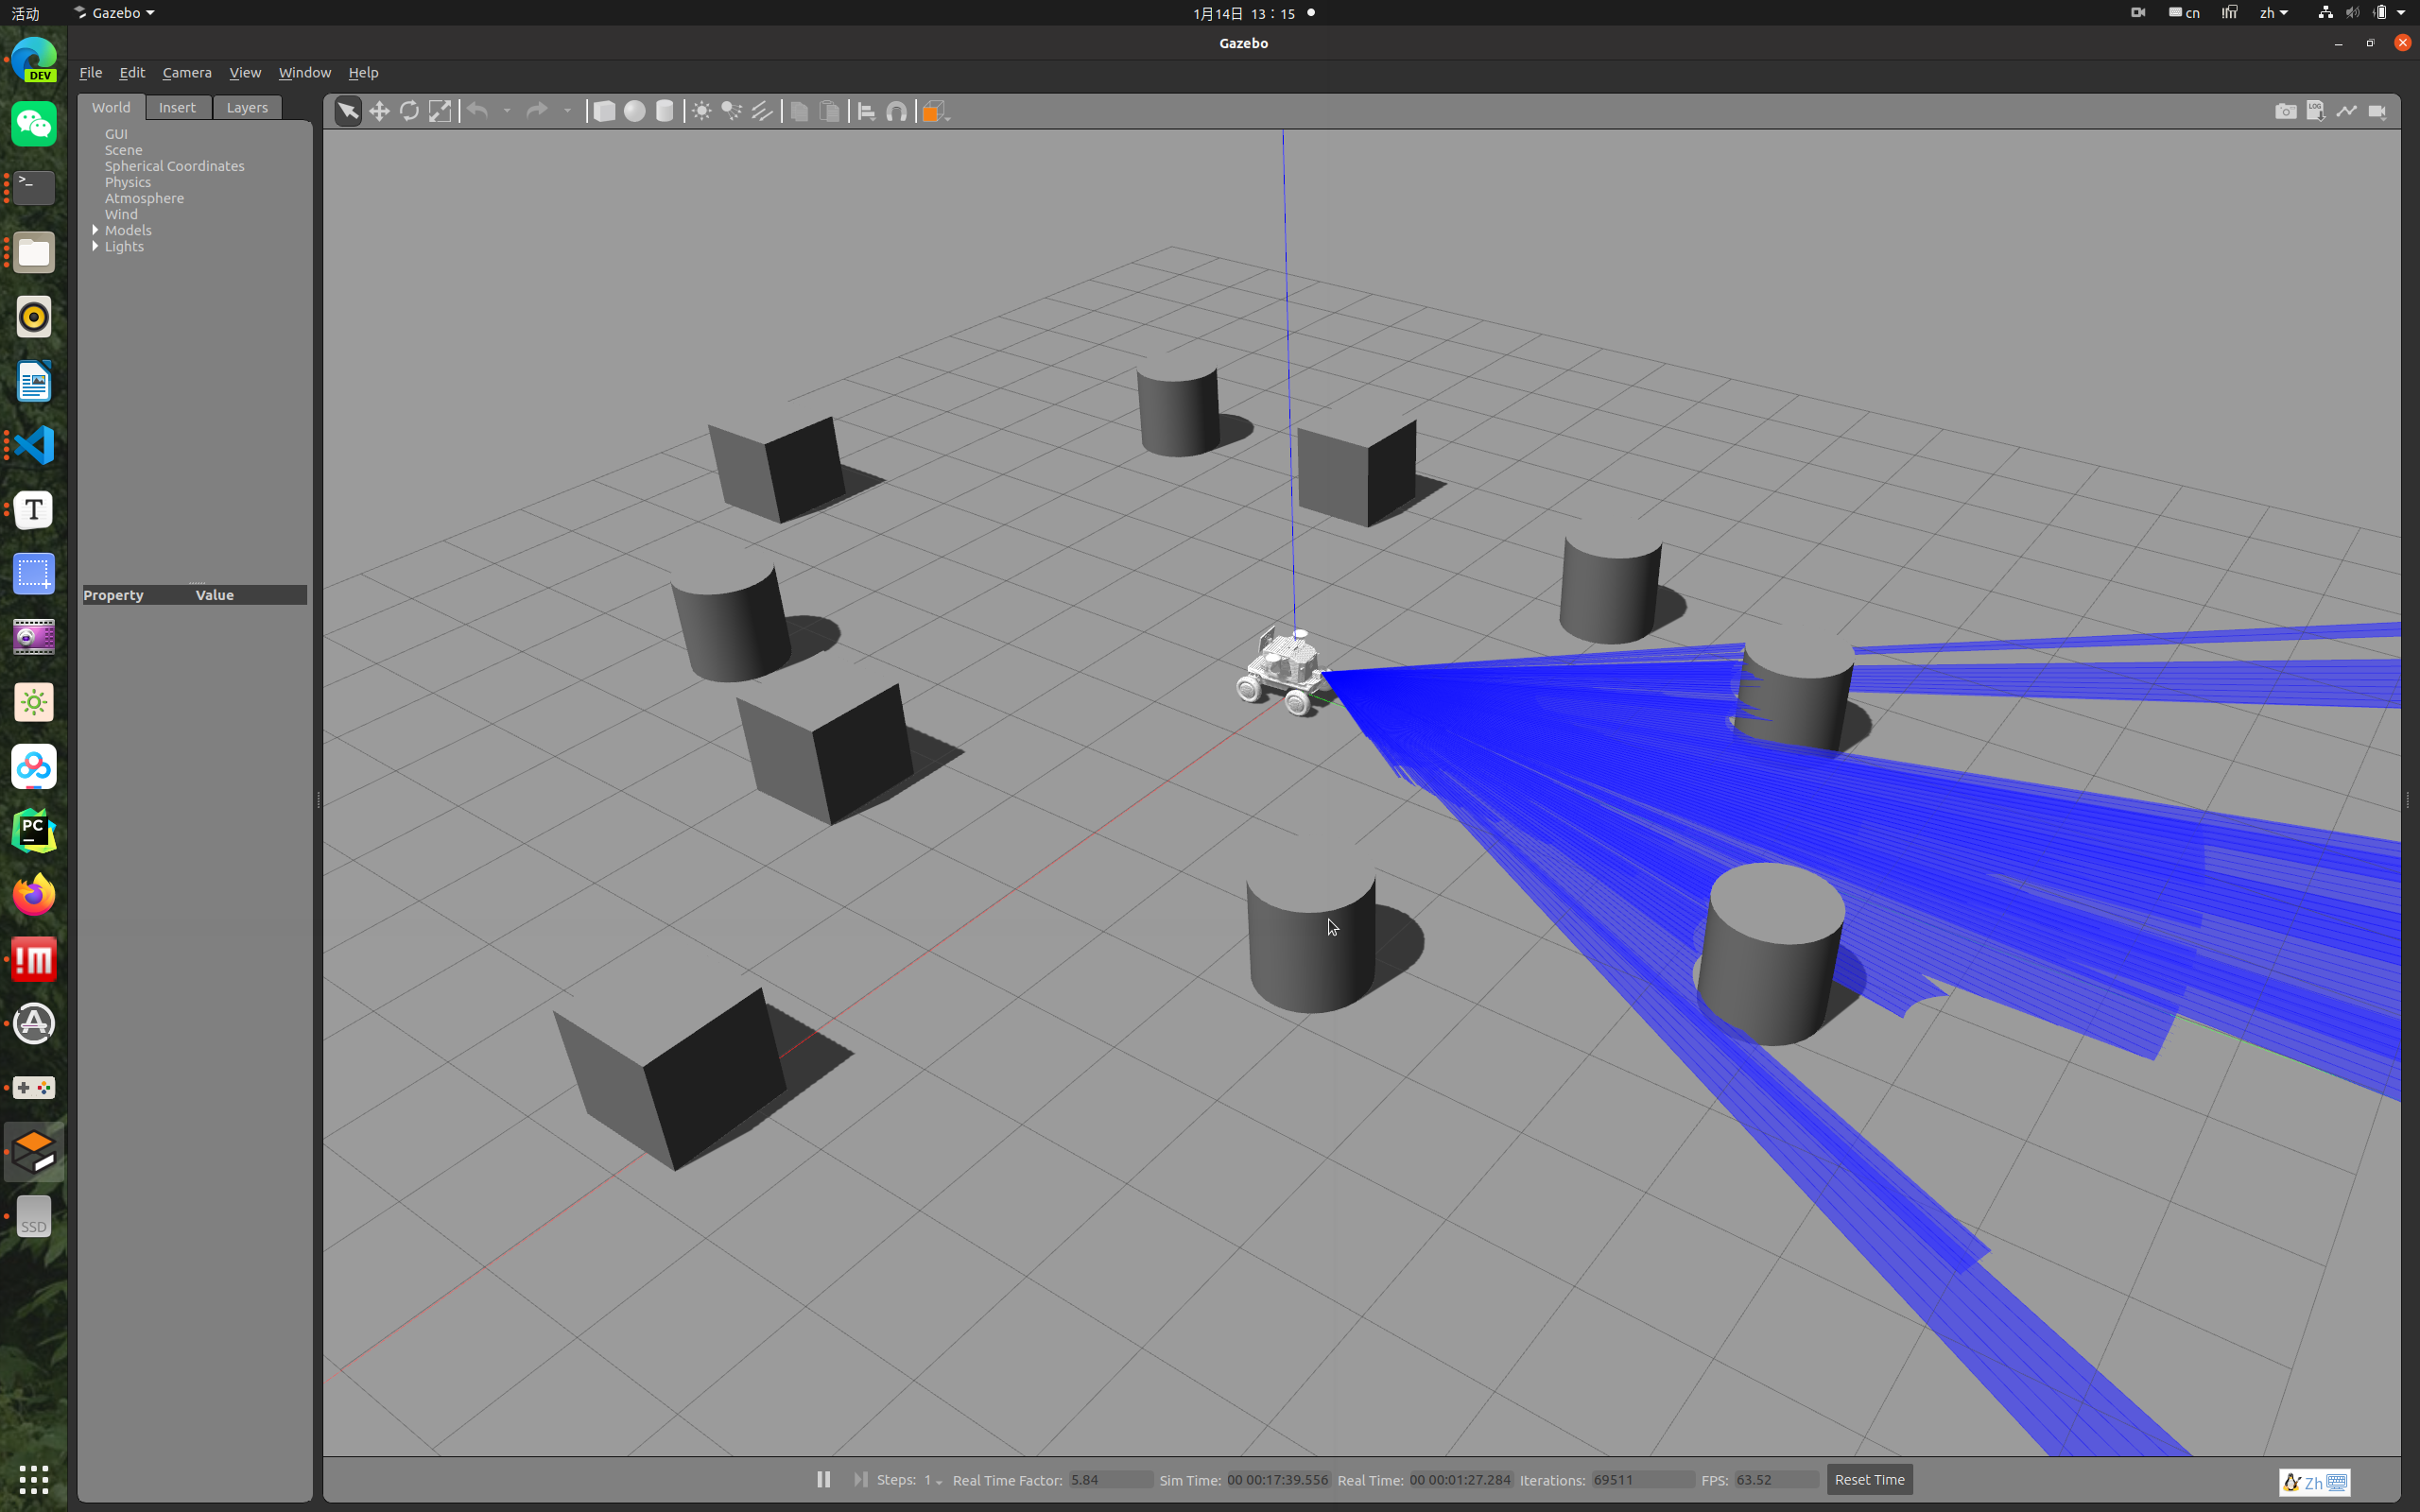 活动 Gazebo 1月14日 13：15 cn zh
Gazebo
File Edit Camera View Window Help
World Insert Layers
GUI
Scene
Spherical Coordinates
Physics
Atmosphere
Wind
Models
Lights
Property Value
DEV
>_
T
PC
!m
SSD
LOG
Steps: 1 Real Time Factor: 5.84 Sim Time: 00 00:17:39.556 Real Time: 00 00:01:27.284 Iterations: 69511 FPS: 63.52 Reset Time
Zh